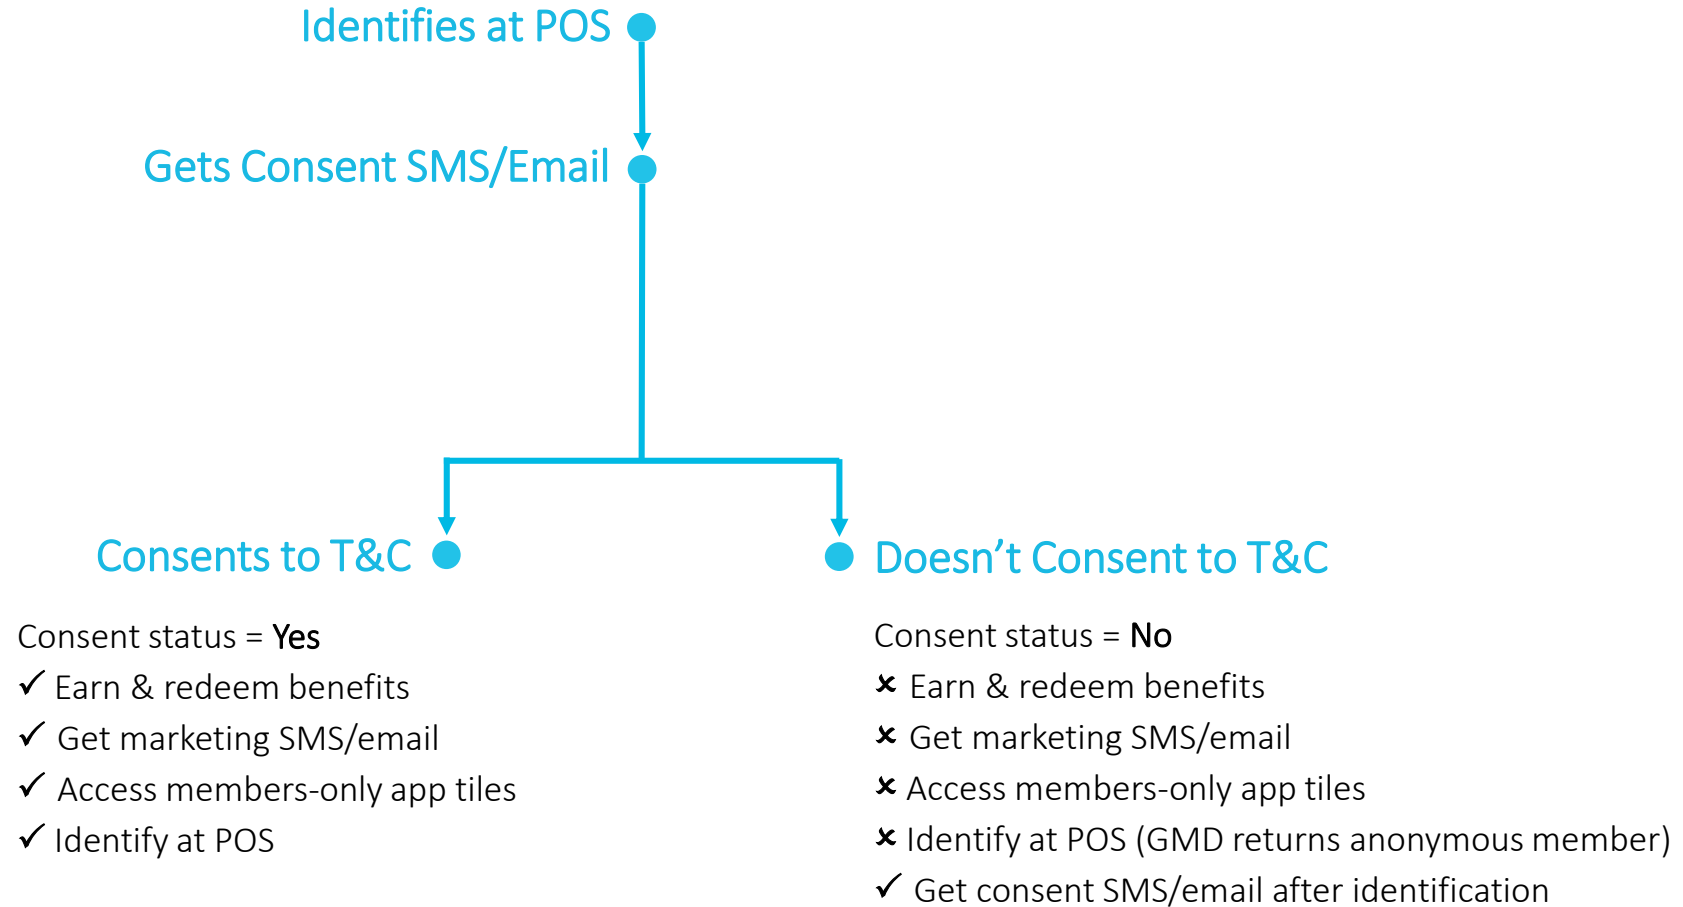 Identifies at POS
Gets Consent SMS/Email
Consents to T&C
Consent status = Yes
✓ Earn & redeem benefits
✓ Get marketing SMS/email
✓ Access members-only app tiles
✓ Identify at POS
Doesn’t Consent to T&C
Consent status = No
✗ Earn & redeem benefits
✗ Get marketing SMS/email
✗ Access members-only app tiles
✗ Identify at POS (GMD returns anonymous member)
✓ Get consent SMS/email after identification